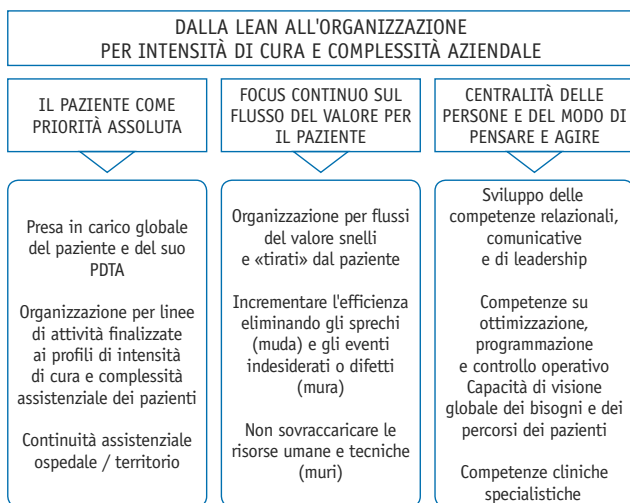 DALLA LEAN ALL'ORGANIZZAZIONE
PER INTENSITÀ DI CURA E COMPLESSITÀ AZIENDALE
IL PAZIENTE COME
PRIORITÀ ASSOLUTA
FOCUS CONTINUO SUL
FLUSSO DEL VALORE PER
IL PAZIENTE
CENTRALITÀ DELLE
PERSONE E DEL MODO DI
PENSARE E AGIRE
Presa in carico globale
del paziente e del suo
PDTA
Organizzazione per linee
di attività finalizzate
ai profili di intensità
di cura e complessità
assistenziale dei pazienti
Continuità assistenziale
ospedale / territorio
Organizzazione per flussi
del valore snelli
e «tirati» dal paziente
Incrementare l'efficienza
eliminando gli sprechi
(muda) e gli eventi
indesiderati o difetti
(mura)
Non sovraccaricare le
risorse umane e tecniche
(muri)
Sviluppo delle
competenze relazionali,
comunicative
e di leadership
Competenze su
ottimizzazione,
programmazione
e controllo operativo
Capacità di visione
globale dei bisogni e dei
percorsi dei pazienti
Competenze cliniche
specialistiche